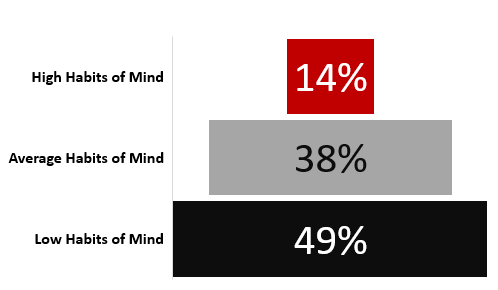 High Habits of Mind
14%
Average Habits of Mind
38%
Low Habits of Mind
49%